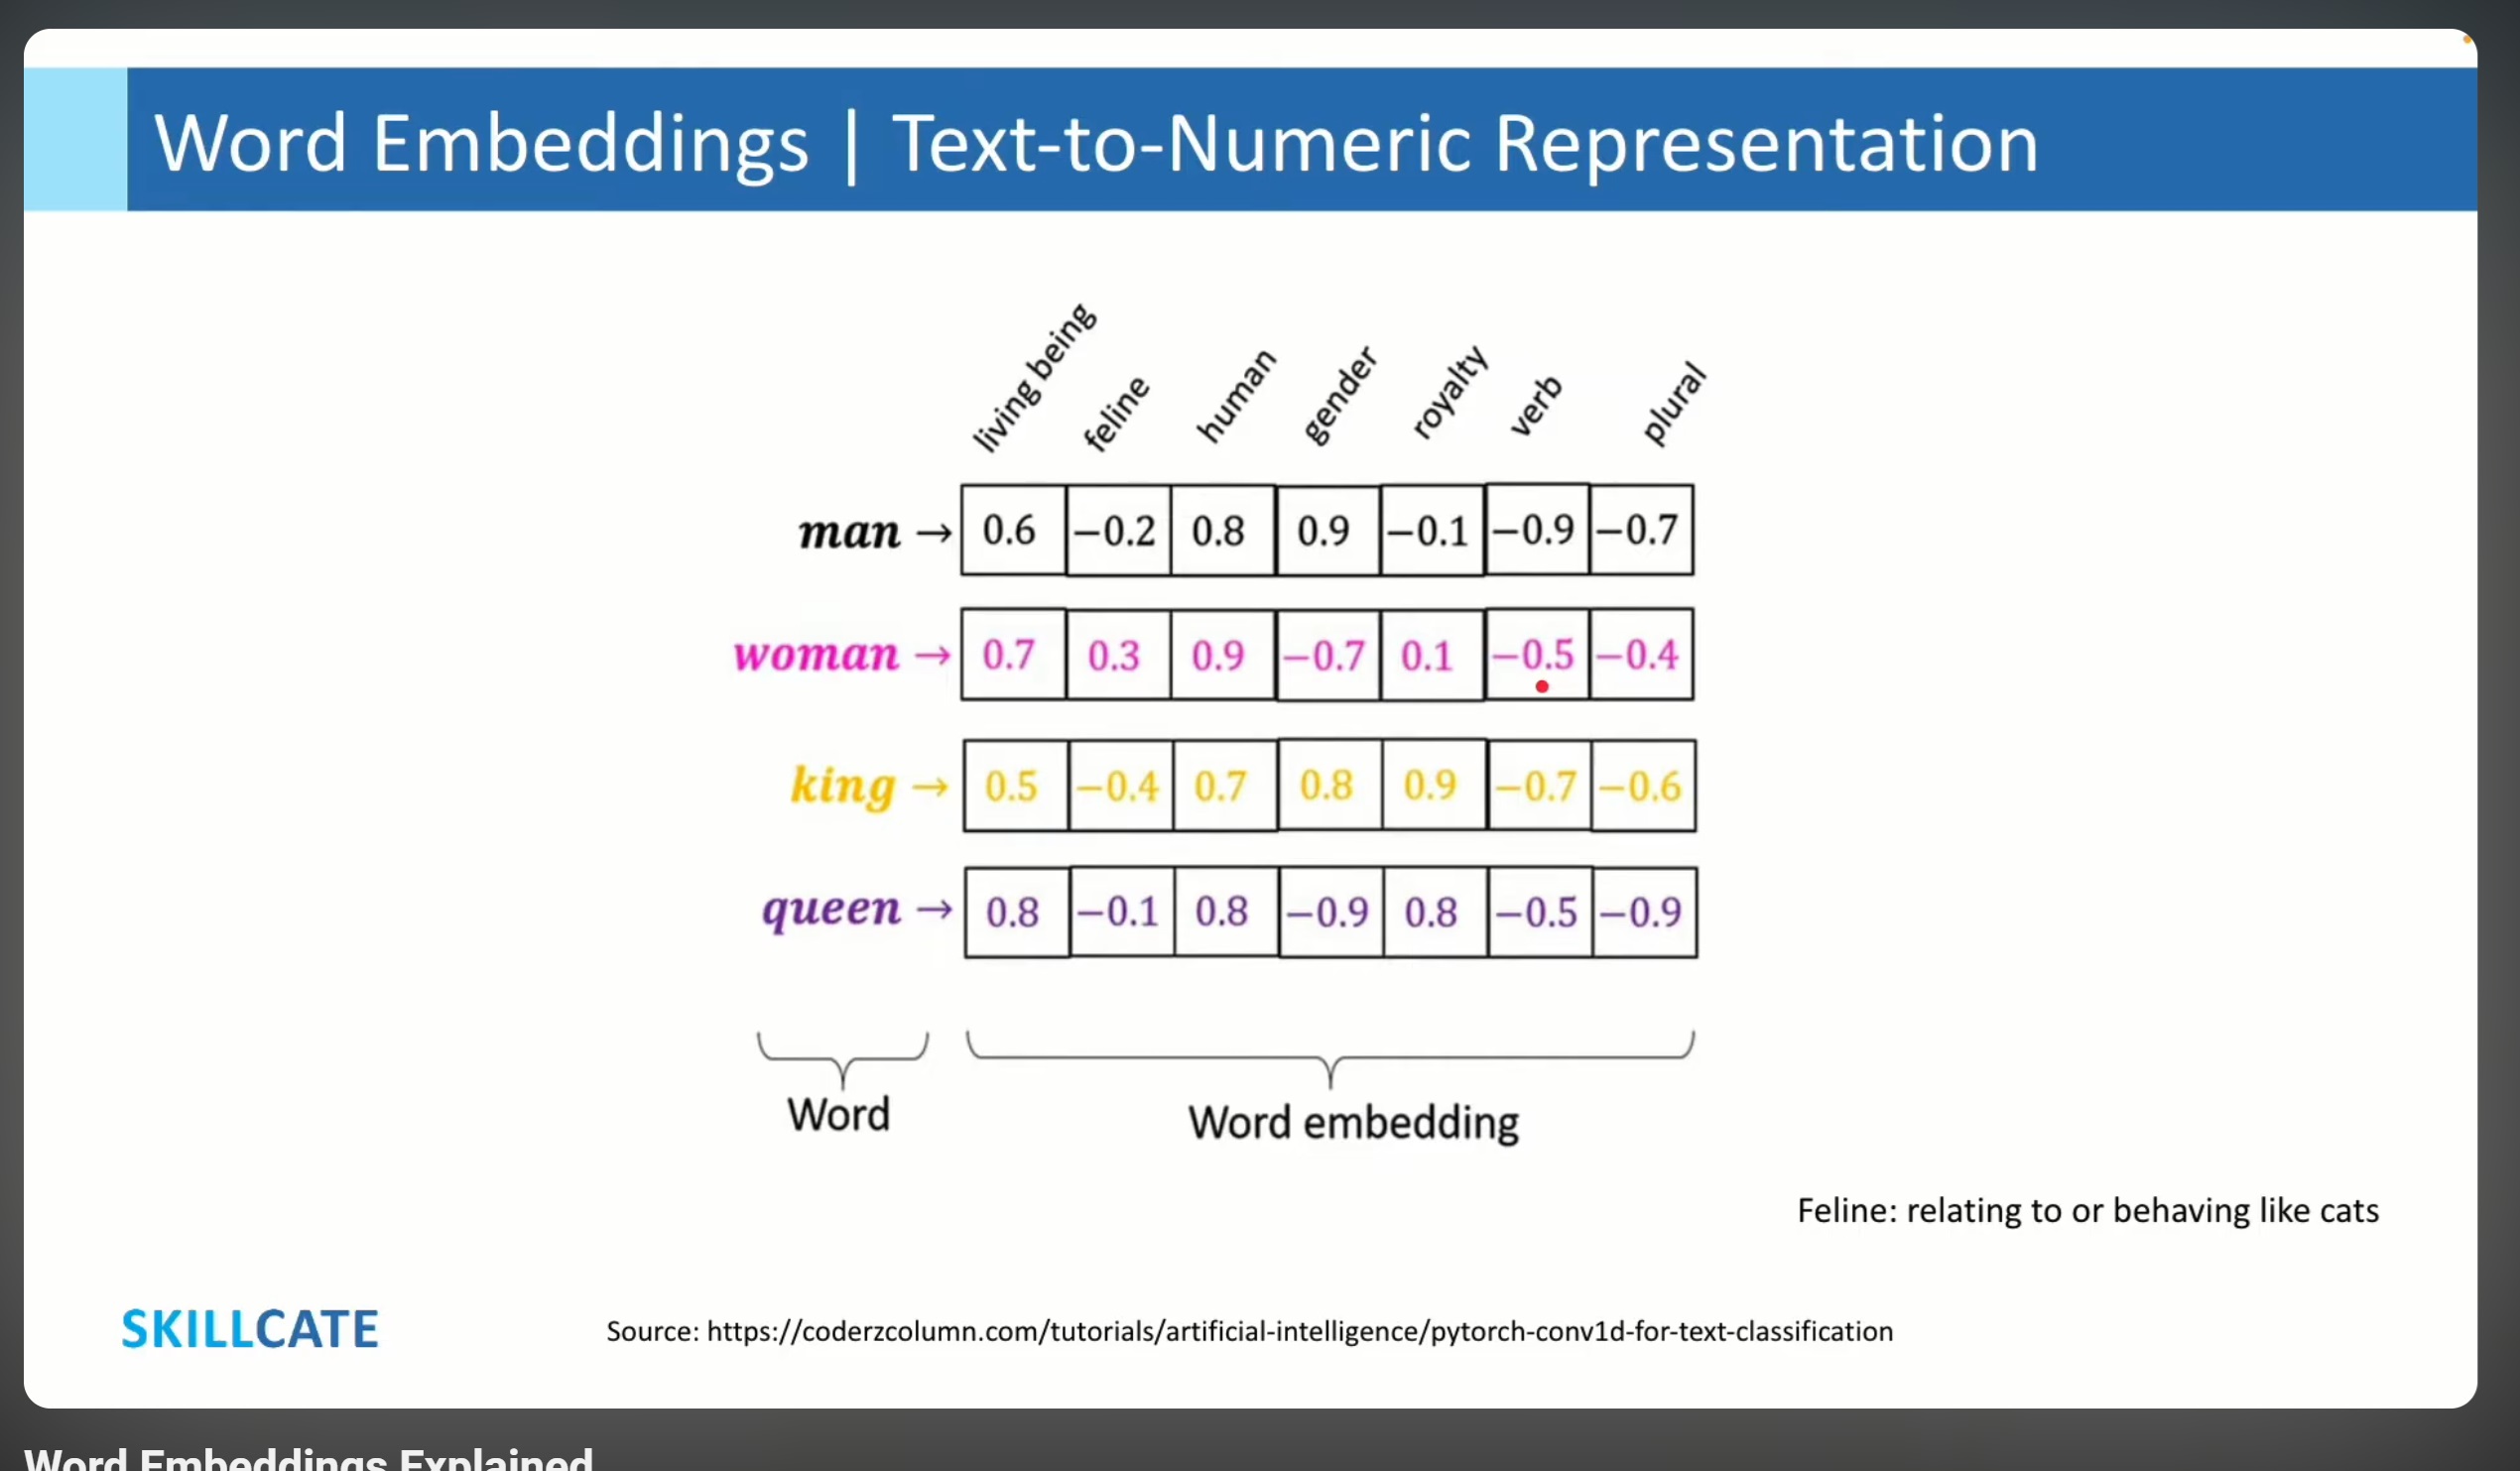 Word Embeddings | Text-to-Numeric Representation
living being feline human gender royalty verb plural
man → 0.6 −0.2 0.8 0.9 −0.1 −0.9 −0.7
woman → 0.7 0.3 0.9 −0.7 0.1 −0.5 −0.4
king → 0.5 −0.4 0.7 0.8 0.9 −0.7 −0.6
queen → 0.8 −0.1 0.8 −0.9 0.8 −0.5 −0.9
Word Word embedding
Feline: relating to or behaving like cats
SKILLCATE Source: https://coderzcolumn.com/tutorials/artificial-intelligence/pytorch-conv1d-for-text-classification
Word Embeddings Explained